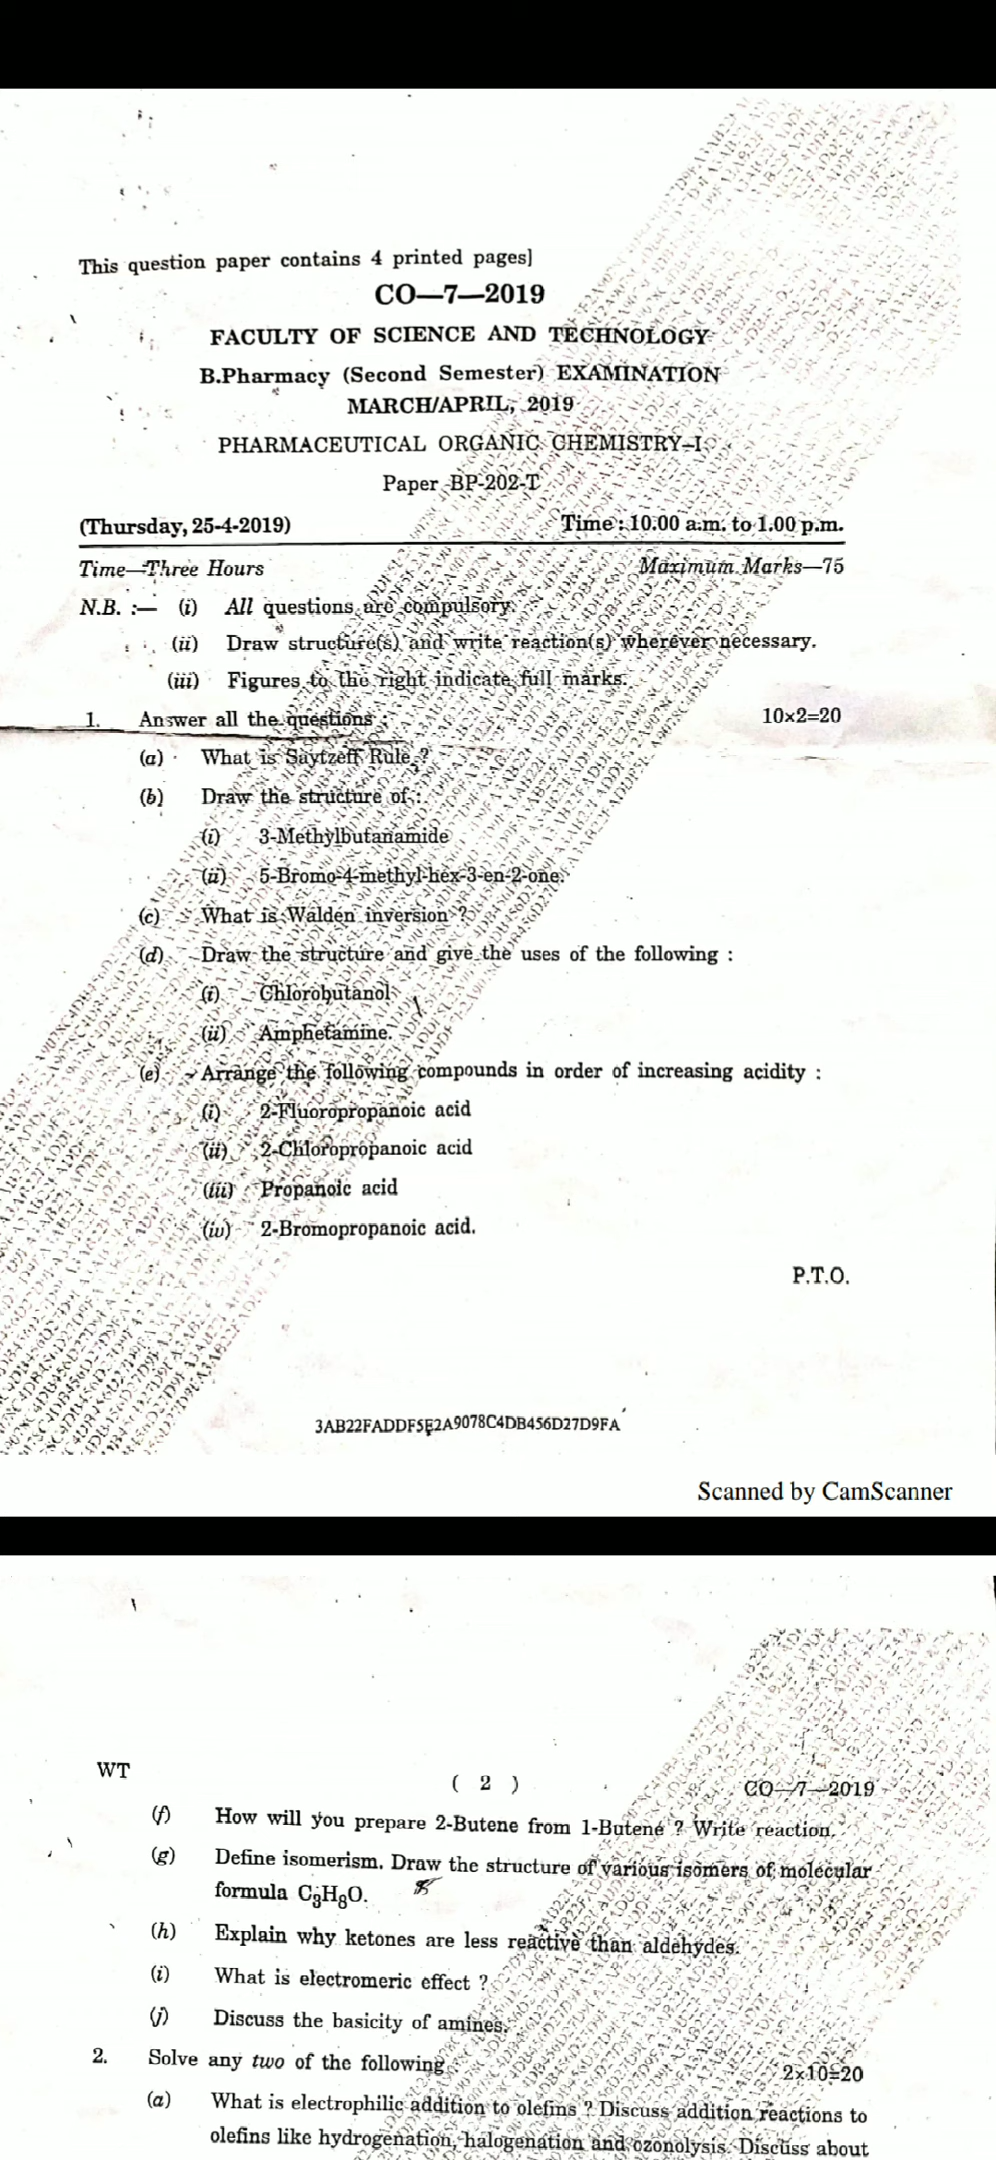 This question paper contains 4 printed pages]
CO—7—2019
FACULTY OF SCIENCE AND TECHNOLOGY
B.Pharmacy (Second Semester) EXAMINATION
MARCH/APRIL, 2019
PHARMACEUTICAL ORGANIC CHEMISTRY–I
Paper BP-202-T
(Thursday, 25-4-2019) Time : 10.00 a.m. to 1.00 p.m.
Time—Three Hours Maximum Marks—75
N.B. :— (i) All questions are compulsory.
(ii) Draw structure(s) and write reaction(s) wherever necessary.
(iii) Figures to the right indicate full marks.
1. Answer all the questions : 10×2=20
(a) What is Saytzeff Rule ?
(b) Draw the structure of :
(i) 3-Methylbutanamide
(ii) 5-Bromo-4-methyl-hex-3-en-2-one.
(c) What is Walden inversion ?
(d) Draw the structure and give the uses of the following :
(i) Chlorobutanol
(ii) Amphetamine.
(e) Arrange the following compounds in order of increasing acidity :
(i) 2-Fluoropropanoic acid
(ii) 2-Chloropropanoic acid
(iii) Propanoic acid
(iv) 2-Bromopropanoic acid.
P.T.O.
3AB22FADDF5E2A9078C4DB456D27D9FA
Scanned by CamScanner
WT ( 2 ) CO—7—2019
(f) How will you prepare 2-Butene from 1-Butene ? Write reaction.
(g) Define isomerism. Draw the structure of various isomers of molecular
formula C₃H₈O.
(h) Explain why ketones are less reactive than aldehydes.
(i) What is electromeric effect ?
(j) Discuss the basicity of amines.
2. Solve any two of the following 2×10=20
(a) What is electrophilic addition to olefins ? Discuss addition reactions to
olefins like hydrogenation, halogenation and ozonolysis. Discuss about